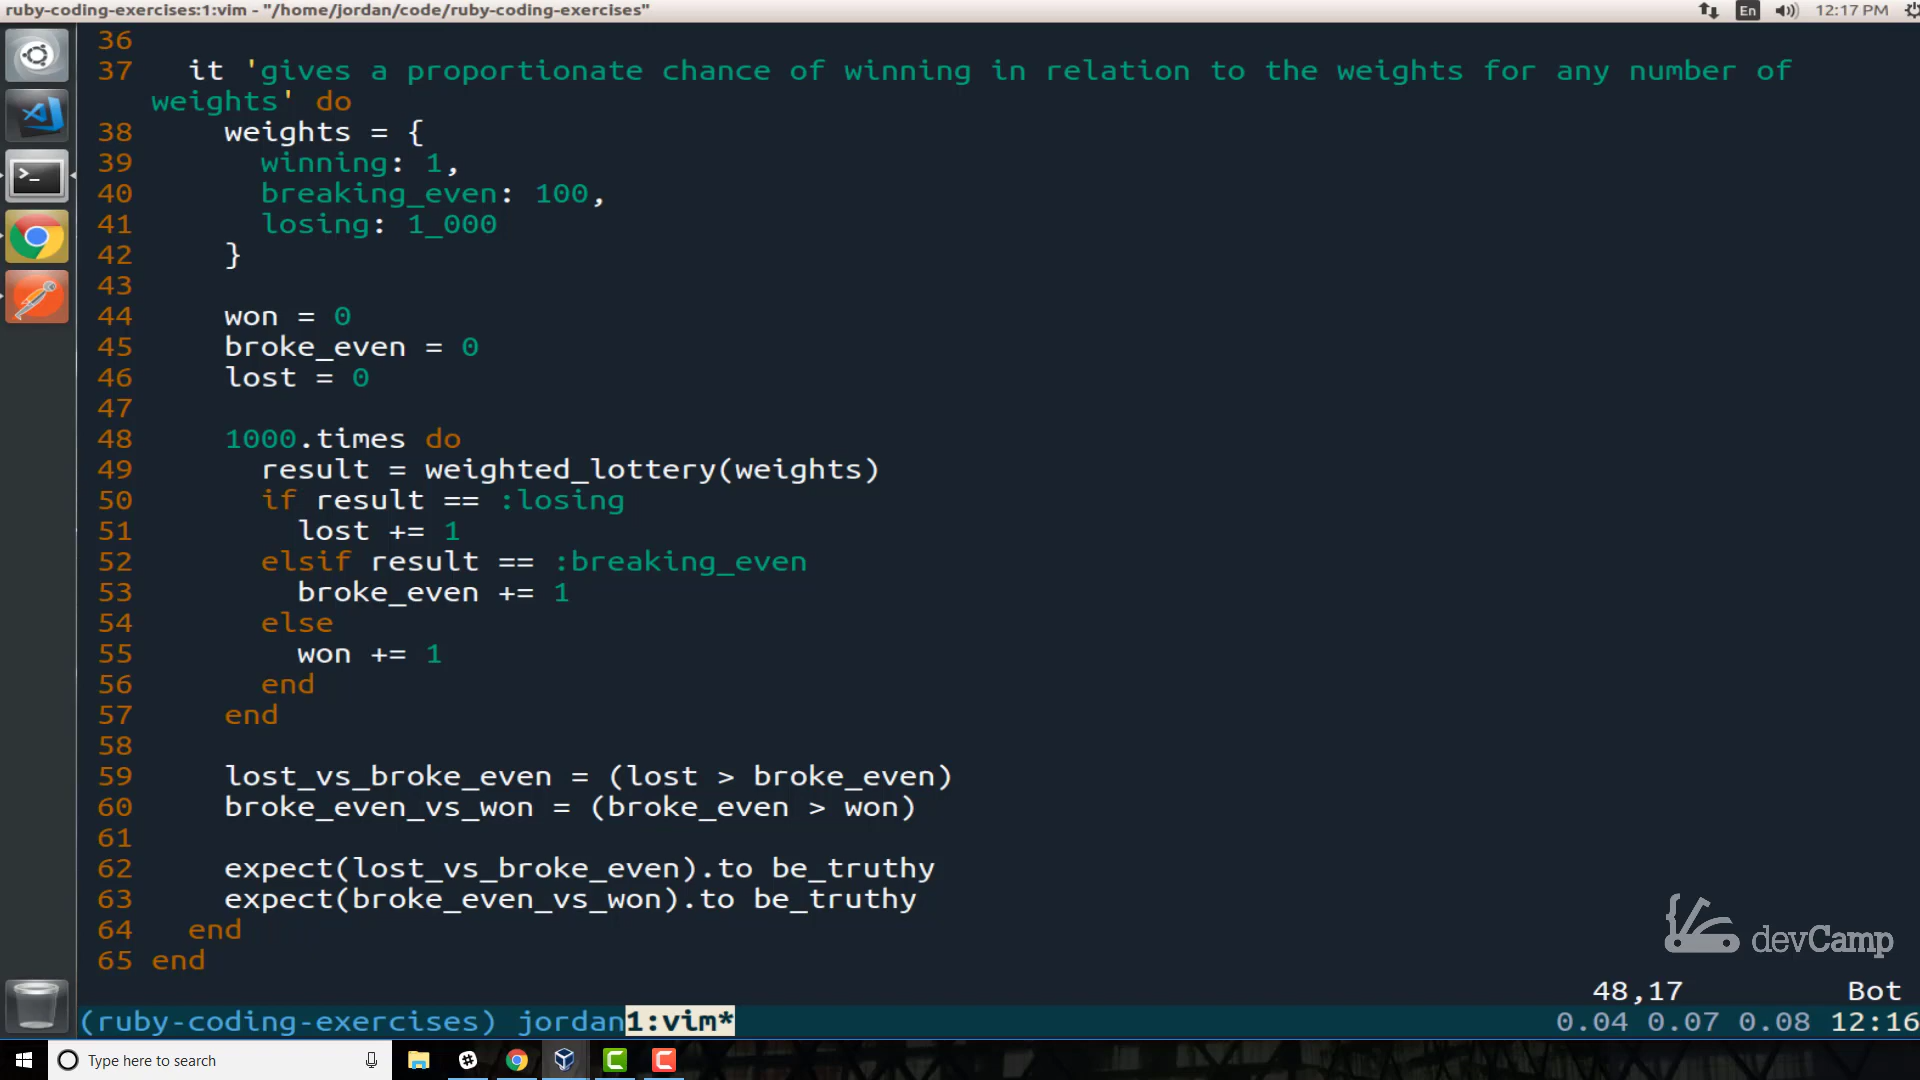 ruby-coding-exercises:1:vim - "/home/jordan/code/ruby-coding-exercises"
En 12:17 PM
36
37   it 'gives a proportionate chance of winning in relation to the weights for any number of
weights' do
38     weights = {
39       winning: 1,
40       breaking_even: 100,
41       losing: 1_000
42     }
43
44     won = 0
45     broke_even = 0
46     lost = 0
47
48     1000.times do
49       result = weighted_lottery(weights)
50       if result == :losing
51         lost += 1
52       elsif result == :breaking_even
53         broke_even += 1
54       else
55         won += 1
56       end
57     end
58
59     lost_vs_broke_even = (lost > broke_even)
60     broke_even_vs_won = (broke_even > won)
61
62     expect(lost_vs_broke_even).to be_truthy
63     expect(broke_even_vs_won).to be_truthy
64   end
65 end
devCamp
48,17 Bot
(ruby-coding-exercises) jordan1:vim* 0.04 0.07 0.08 12:16
Type here to search